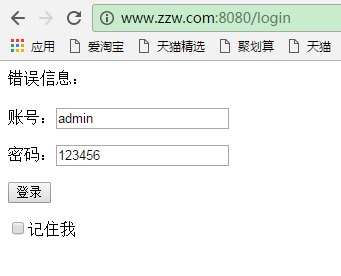 www.zzw.com:8080/login
应用 爱淘宝 天猫精选 聚划算 天猫
错误信息：
账号：admin
密码：123456
登录
记住我